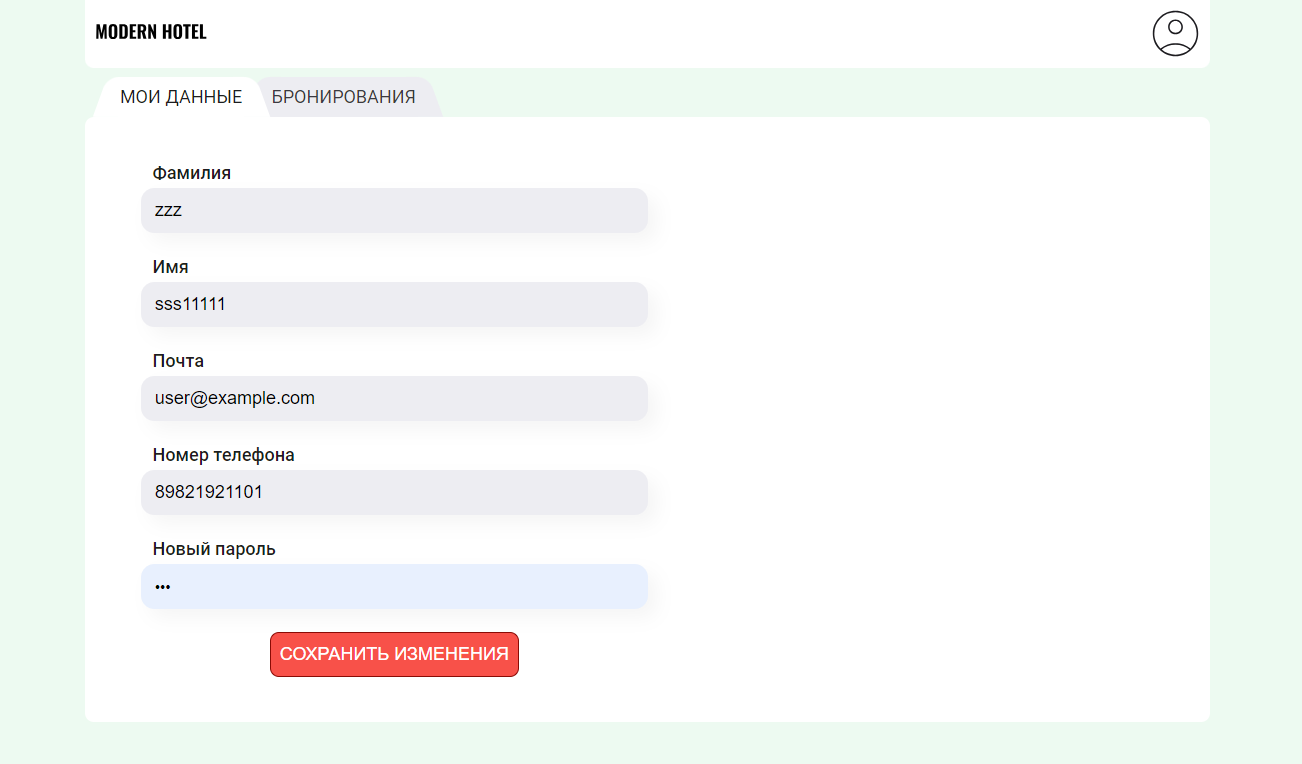 MODERN HOTEL
МОИ ДАННЫЕ БРОНИРОВАНИЯ
Фамилия
zzz
Имя
sss11111
Почта
user@example.com
Номер телефона
89821921101
Новый пароль
•••
СОХРАНИТЬ ИЗМЕНЕНИЯ